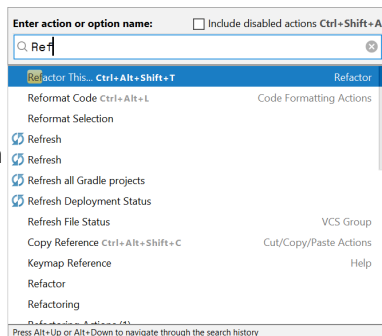 Enter action or option name: Include disabled actions Ctrl+Shift+A
Ref
Refactor This... Ctrl+Alt+Shift+T Refactor
Reformat Code Ctrl+Alt+L Code Formatting Actions
Reformat Selection
Refresh
Refresh
Refresh all Gradle projects
Refresh Deployment Status
Refresh File Status VCS Group
Copy Reference Ctrl+Alt+Shift+C Cut/Copy/Paste Actions
Keymap Reference Help
Refactor
Refactoring
Refactoring Actions (1)
Press Alt+Up or Alt+Down to navigate through the search history